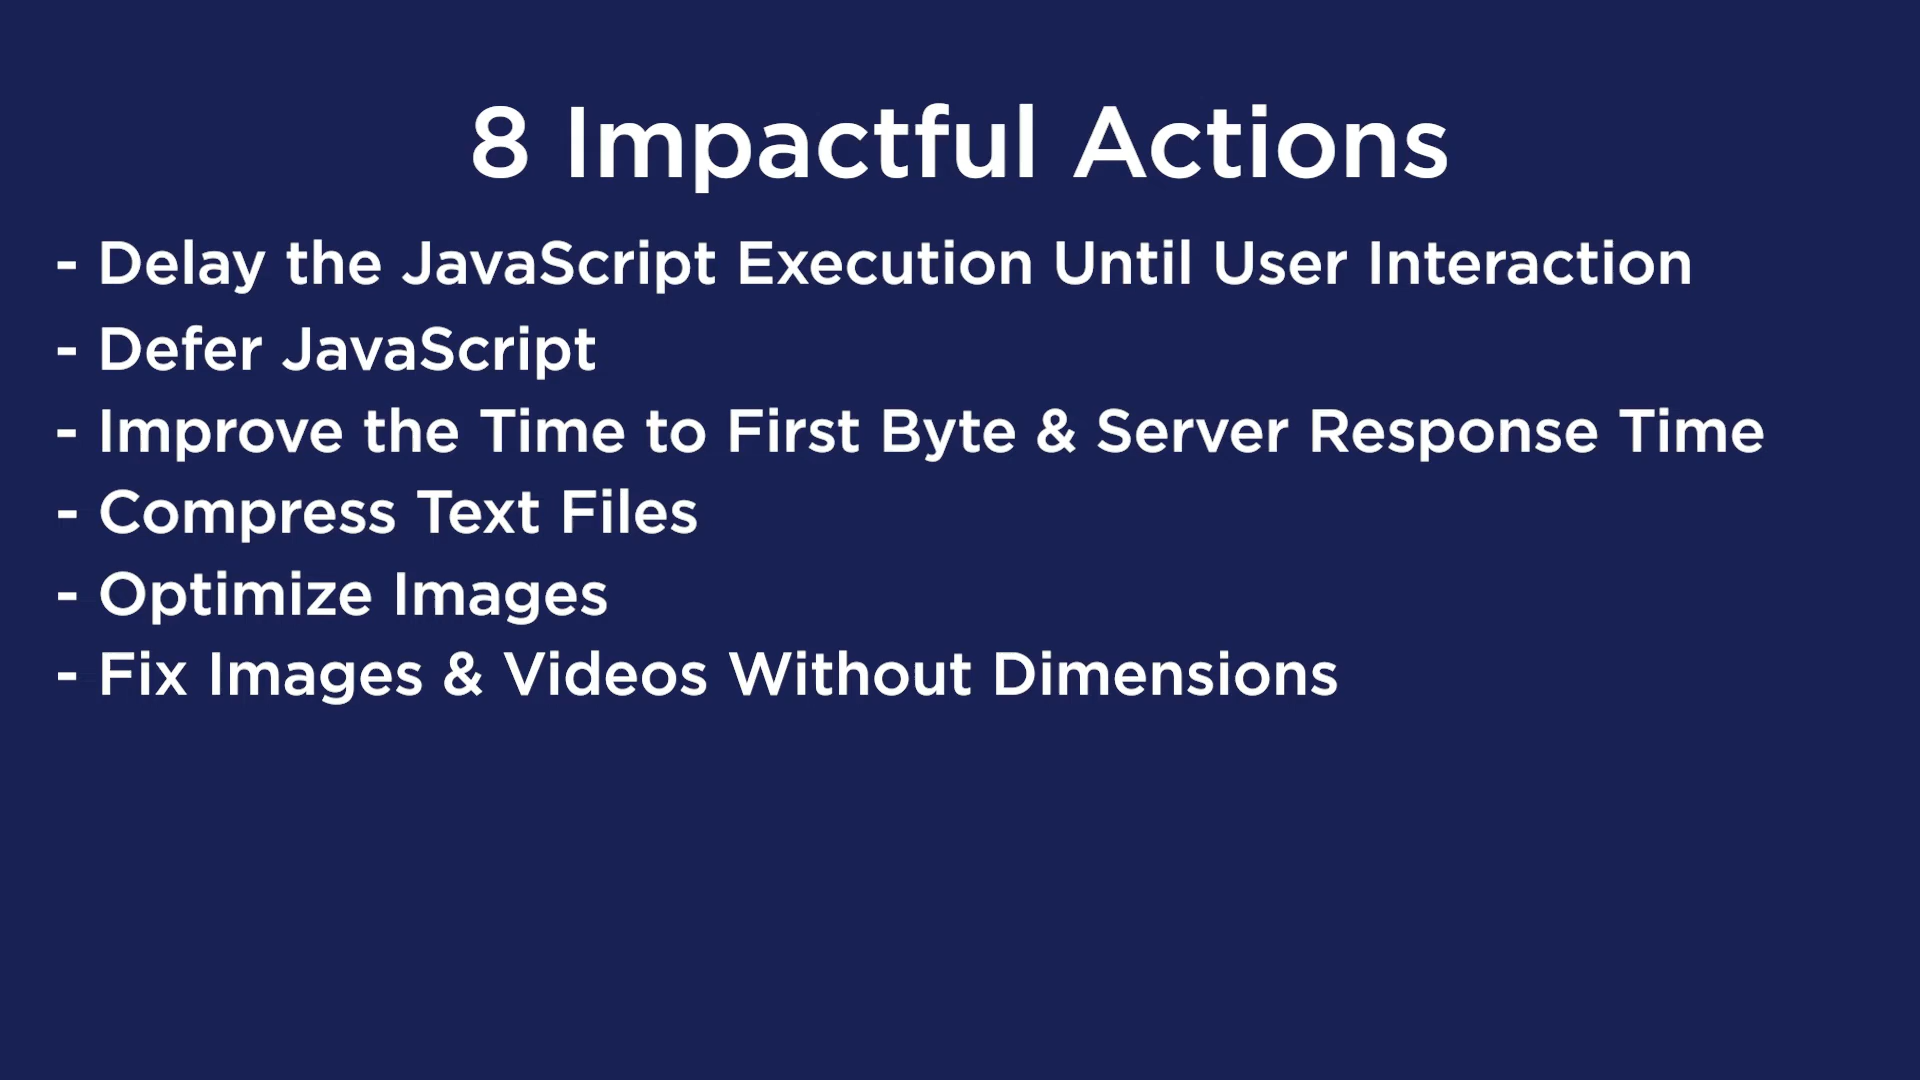 8 Impactful Actions
- Delay the JavaScript Execution Until User Interaction
- Defer JavaScript
- Improve the Time to First Byte & Server Response Time
- Compress Text Files
- Optimize Images
- Fix Images & Videos Without Dimensions